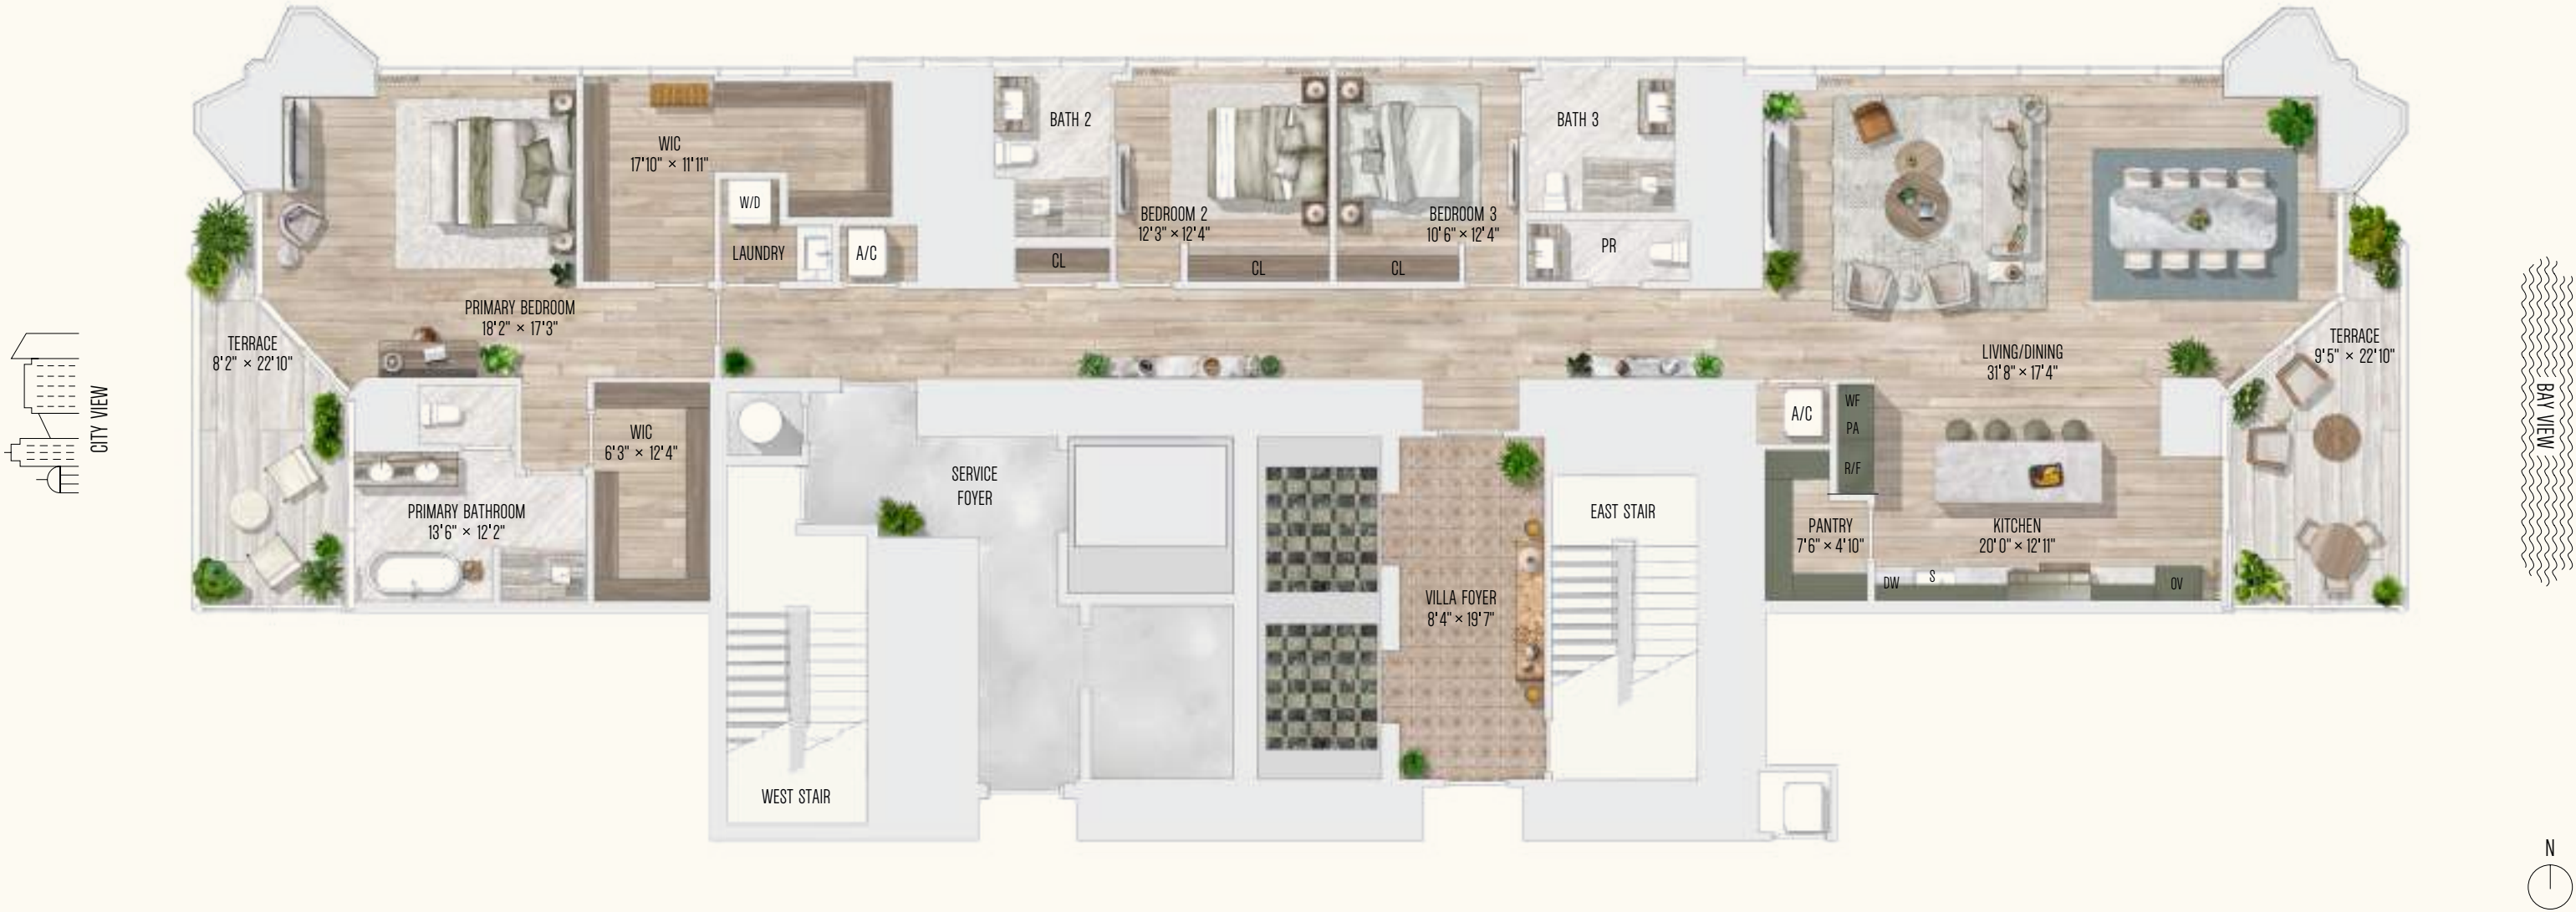 WIC
17'10" × 11'11"
W/D
LAUNDRY
A/C
BATH 2
CL
BEDROOM 2
12'3" × 12'4"
CL
BEDROOM 3
10'6" × 12'4"
CL
BATH 3
PR
PRIMARY BEDROOM
18'2" × 17'3"
TERRACE
8'2" × 22'10"
CITY VIEW
LIVING/DINING
31'8" × 17'4"
TERRACE
9'5" × 22'10"
BAY VIEW
WIC
6'3" × 12'4"
PRIMARY BATHROOM
13'6" × 12'2"
SERVICE
FOYER
WEST STAIR
VILLA FOYER
8'4" × 19'7"
EAST STAIR
A/C
WF
PA
R/F
PANTRY
7'6" × 4'10"
KITCHEN
20'0" × 12'11"
DW
S
OV
N